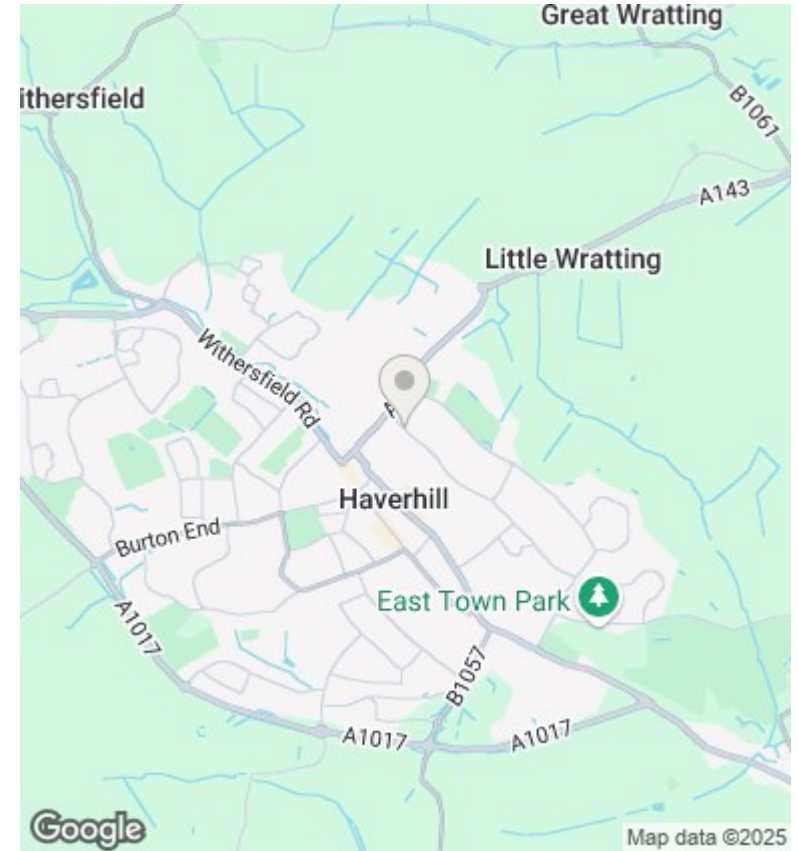 Great Wratting
ithersfield
B1061
A143
Little Wratting
Withersfield Rd
Haverhill
Burton End
East Town Park
A1017
B1057
A1017
A1017
Google
Map data ©2025